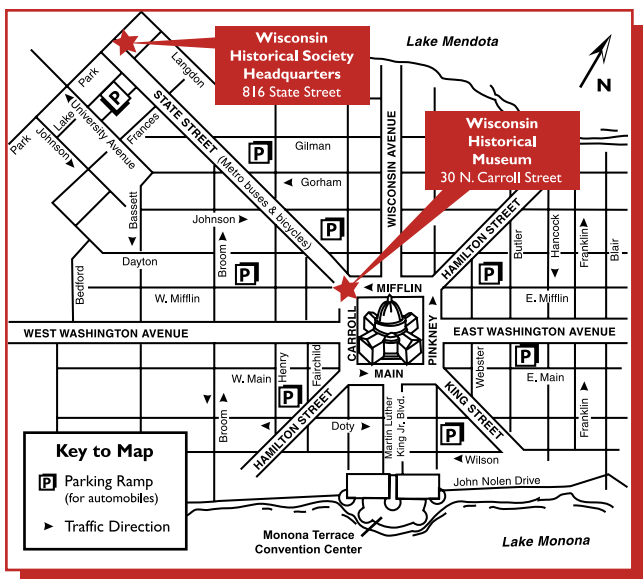 Lake Mendota
Wisconsin
Historical Society
Headquarters
816 State Street
N
Wisconsin
Historical
Museum
30 N. Carroll Street
Langdon
Park
P
Lake
Park
Johnson
University Avenue
Frances
STATE STREET
(Metro buses & bicycles)
P
Gilman
Gorham
WISCONSIN AVENUE
Bassett
Johnson
P
HAMILTON STREET
Butler
Hancock
Franklin
Blair
Dayton
Broom
P
P
Bedford
W. Mifflin
MIFFLIN
E. Mifflin
WEST WASHINGTON AVENUE
CARROLL
PINKNEY
EAST WASHINGTON AVENUE
Henry
Fairchild
W. Main
MAIN
Webster
P
E. Main
P
Broom
HAMILTON STREET
Doty
Martin Luther
King Jr. Blvd.
KING STREET
P
Franklin
Wilson
John Nolen Drive
Key to Map
P Parking Ramp
(for automobiles)
Traffic Direction
Monona Terrace
Convention Center
Lake Monona